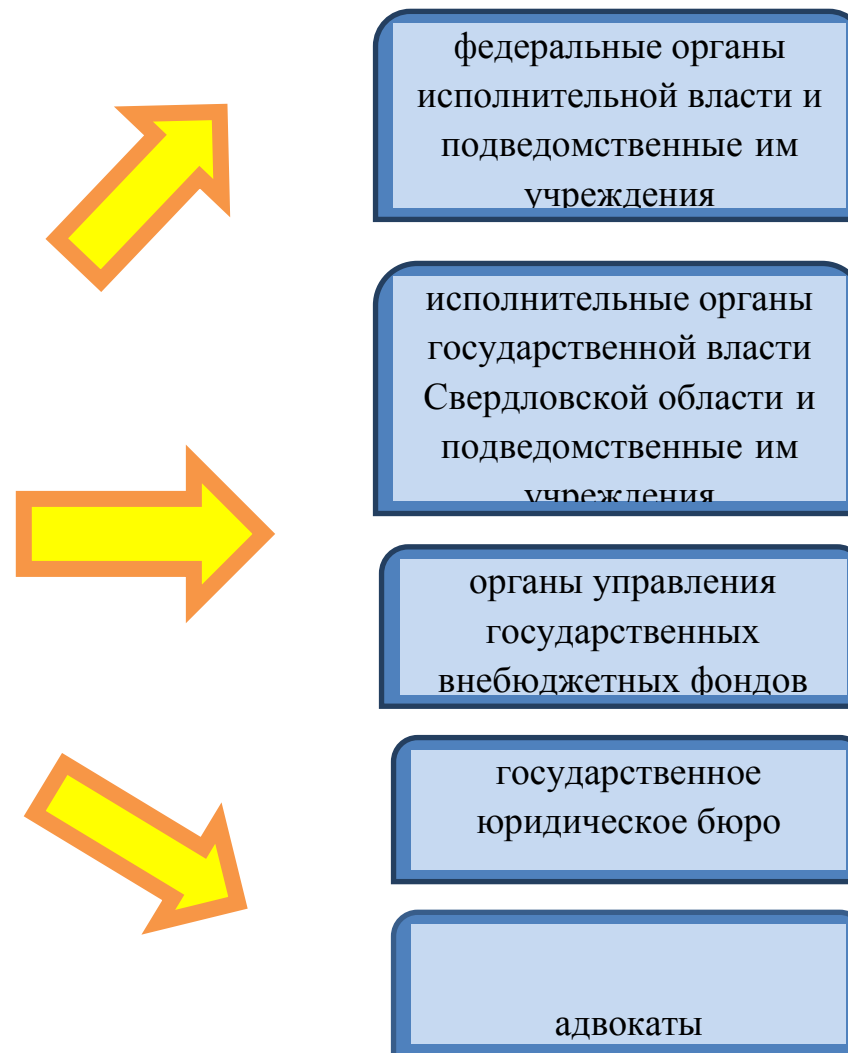 федеральные органы
исполнительной власти и
подведомственные им
учреждения
исполнительные органы
государственной власти
Свердловской области и
подведомственные им
учреждения
органы управления
государственных
внебюджетных фондов
государственное
юридическое бюро
адвокаты